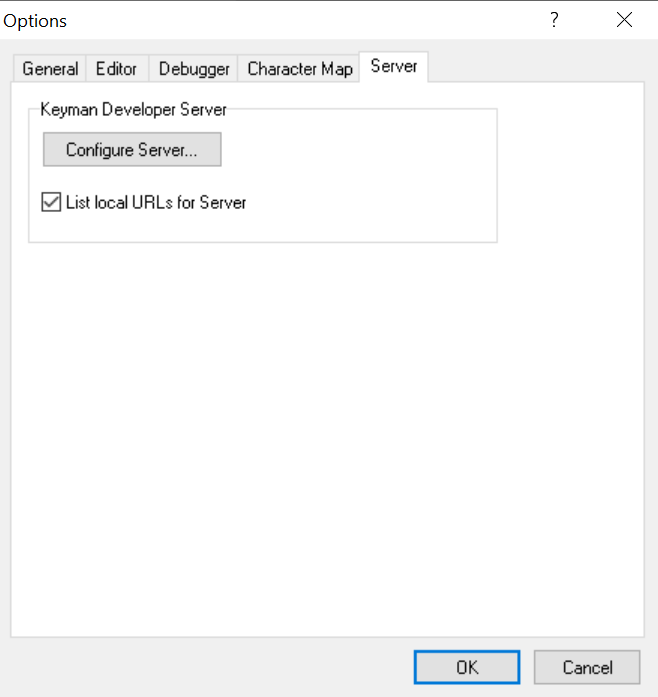 Options ?
General Editor Debugger Character Map Server
Keyman Developer Server
Configure Server...
List local URLs for Server
OK Cancel